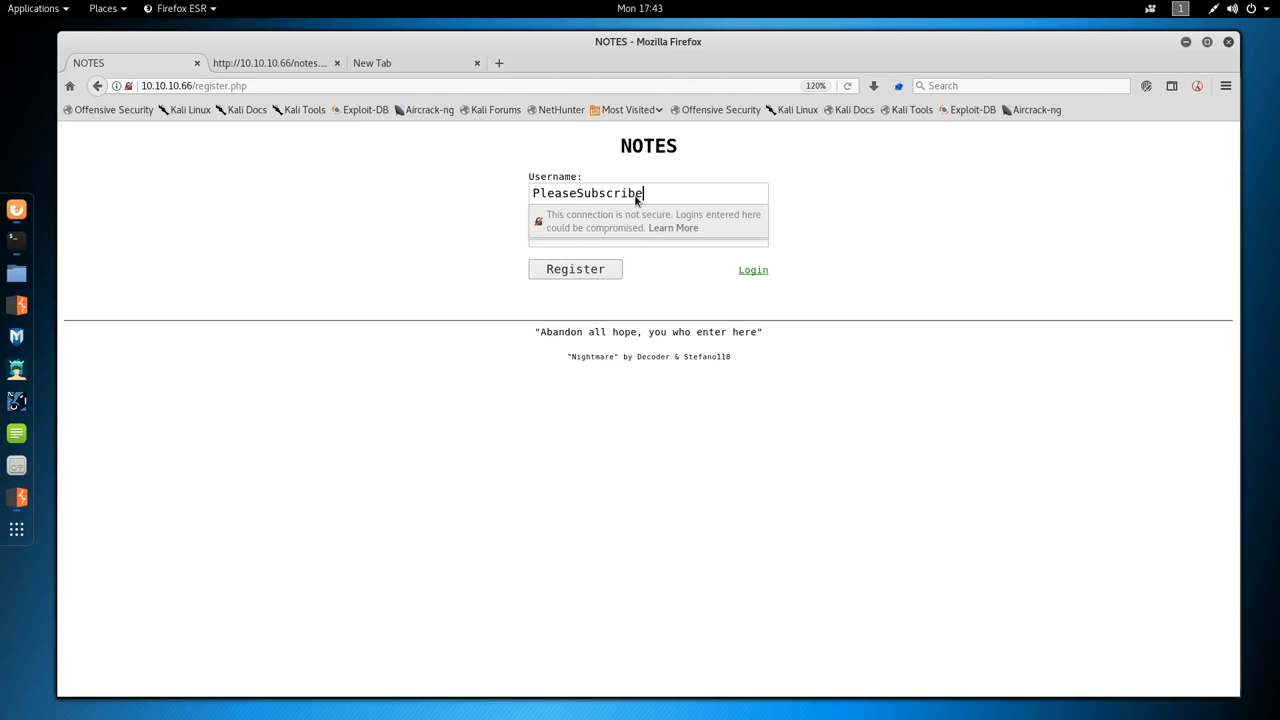 Applications
Places
Firefox ESR
Mon 17:43
1
NOTES - Mozilla Firefox
NOTES
http://10.10.10.66/notes....
New Tab
10.10.10.66/register.php
120%
Search
Offensive Security
Kali Linux
Kali Docs
Kali Tools
Exploit-DB
Aircrack-ng
Kali Forums
NetHunter
Most Visited
Offensive Security
Kali Linux
Kali Docs
Kali Tools
Exploit-DB
Aircrack-ng
NOTES
Username:
PleaseSubscribe
This connection is not secure. Logins entered here
could be compromised. Learn More
Register
Login
"Abandon all hope, you who enter here"
"Nightmare" by Decoder & Stefano118